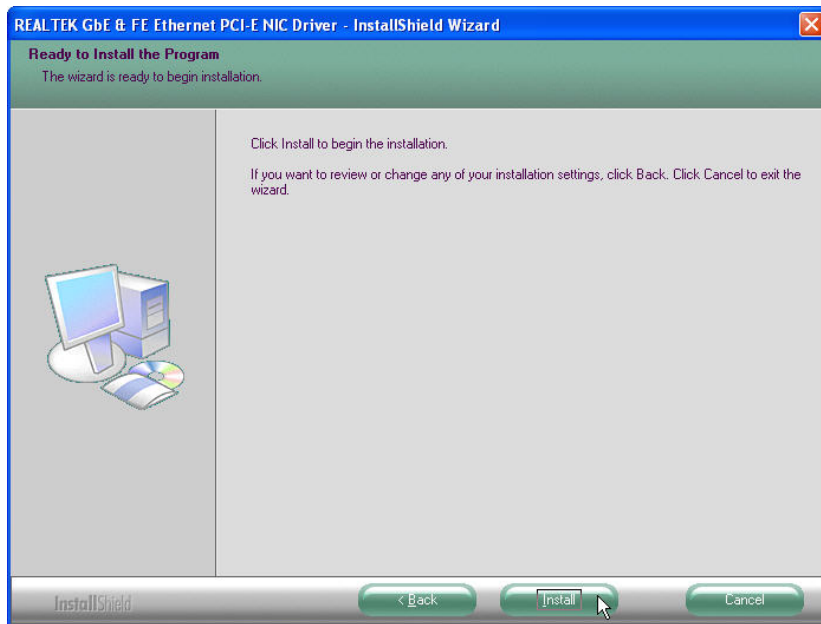 REALTEK GbE & FE Ethernet PCI-E NIC Driver - InstallShield Wizard
Ready to Install the Program
The wizard is ready to begin installation.
Click Install to begin the installation.
If you want to review or change any of your installation settings, click Back. Click Cancel to exit the
wizard.
InstallShield
< Back
Install
Cancel